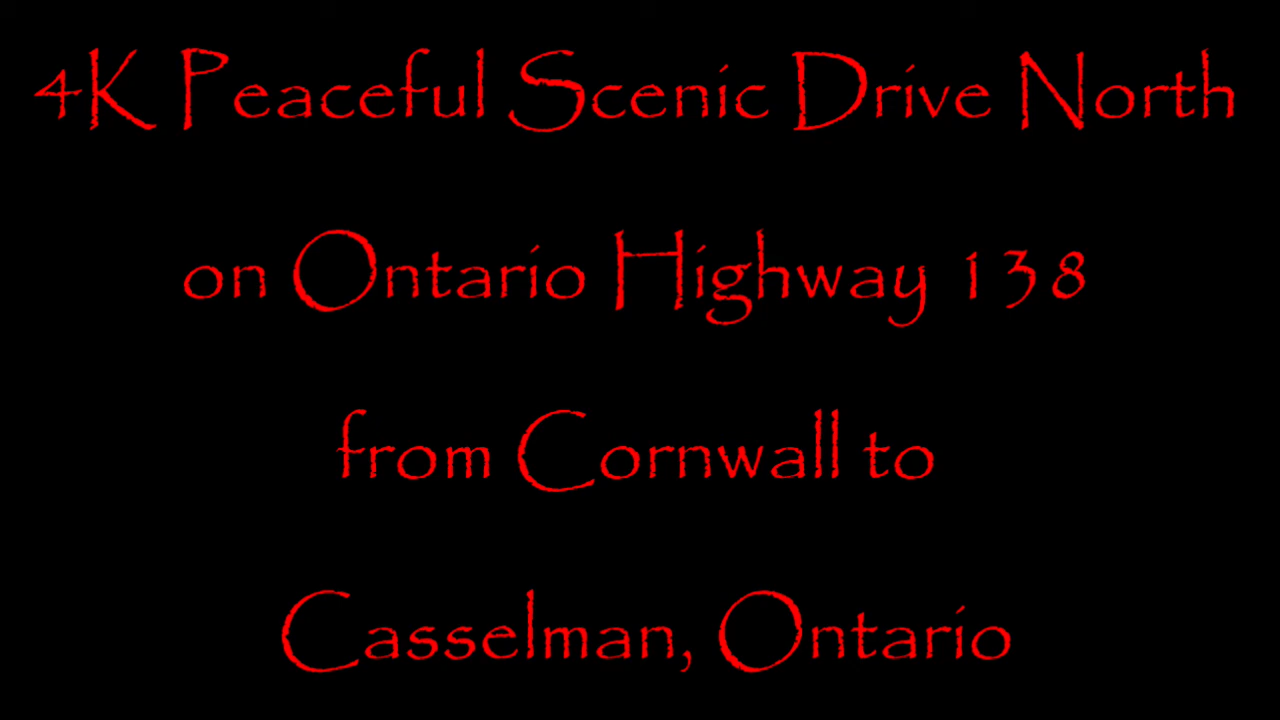 4K Peaceful Scenic Drive North
on Ontario Highway 138
from Cornwall to
Casselman, Ontario